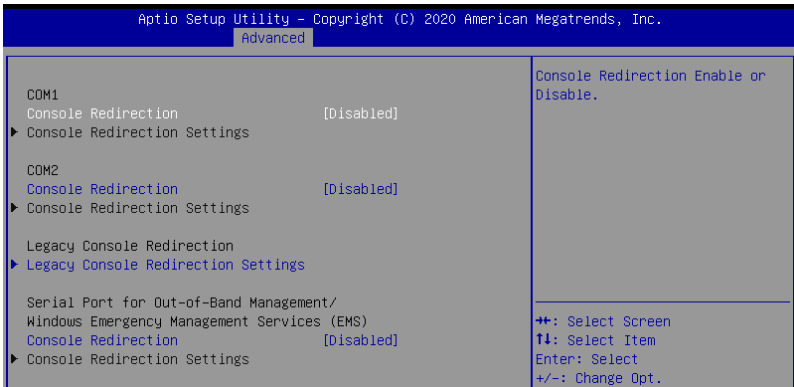 Aptio Setup Utility – Copyright (C) 2020 American Megatrends, Inc.
Advanced
COM1
Console Redirection [Disabled]
▶ Console Redirection Settings
COM2
Console Redirection [Disabled]
▶ Console Redirection Settings
Legacy Console Redirection
▶ Legacy Console Redirection Settings
Serial Port for Out-of-Band Management/
Windows Emergency Management Services (EMS)
Console Redirection [Disabled]
▶ Console Redirection Settings
Console Redirection Enable or
Disable.
→←: Select Screen
↑↓: Select Item
Enter: Select
+/-: Change Opt.